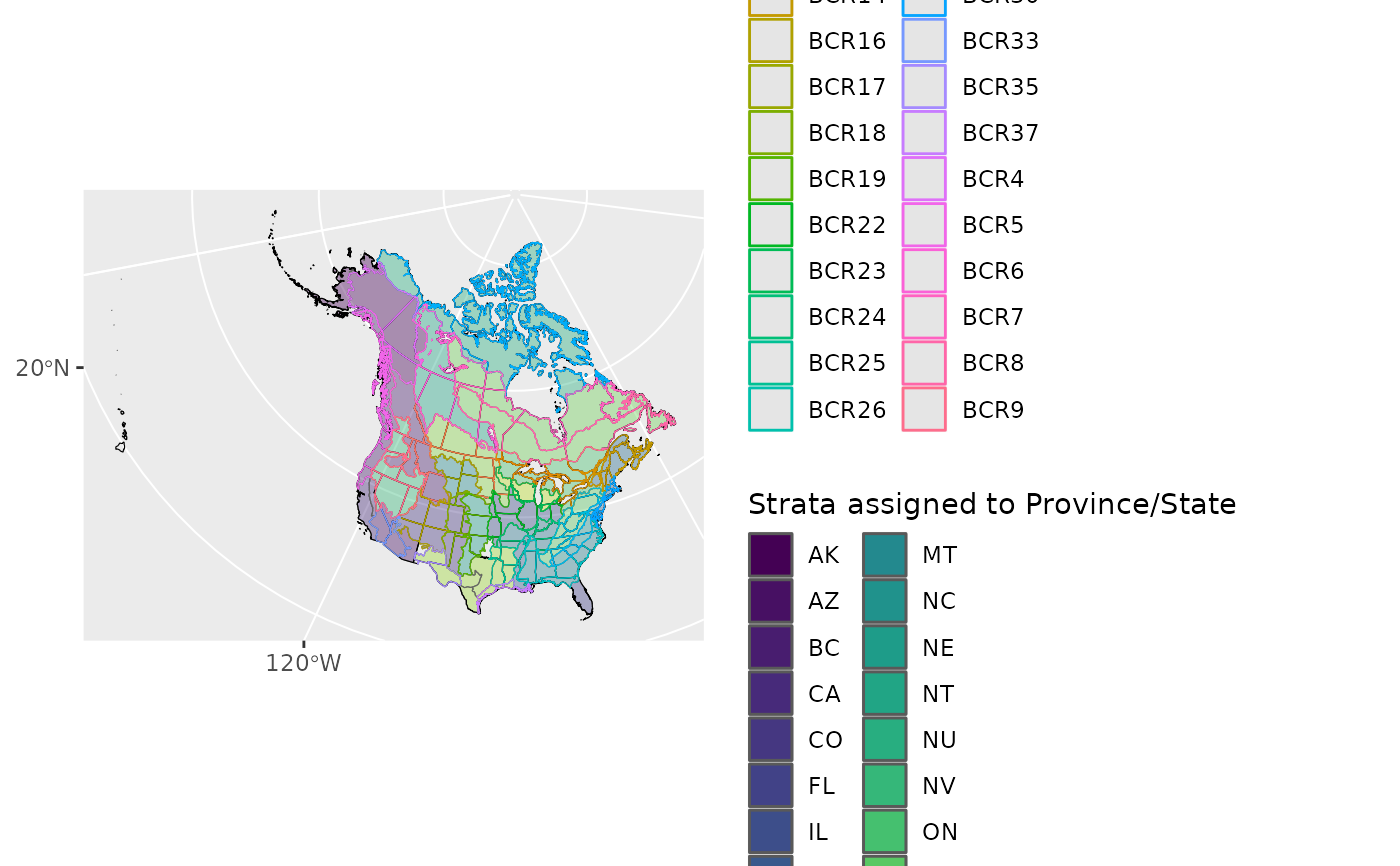 BCR16 BCR33
BCR17 BCR35
BCR18 BCR37
BCR19 BCR4
BCR22 BCR5
BCR23 BCR6
BCR24 BCR7
BCR25 BCR8
BCR26 BCR9
20°N
120°W
Strata assigned to Province/State
AK MT
AZ NC
BC NE
CA NT
CO NU
FL NV
IL ON